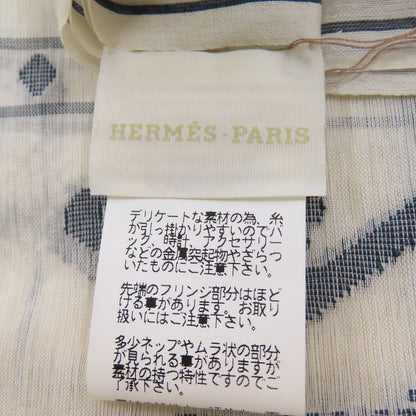 HERMÈS-PARIS
デリケートな素材の為、糸
が引っ掛かりやすいのでバ
ッグ、時計、アクセサリー
などの金属突起物やざらつ
いたものにご注意下さい。
先端のフリンジ部分はほど
ける事があります。お取り
扱いにはご注意下さい。
多少ネップやムラ状の部分
が見られる事がありますが
素材の持つ特性ですのでご
了承下さい。